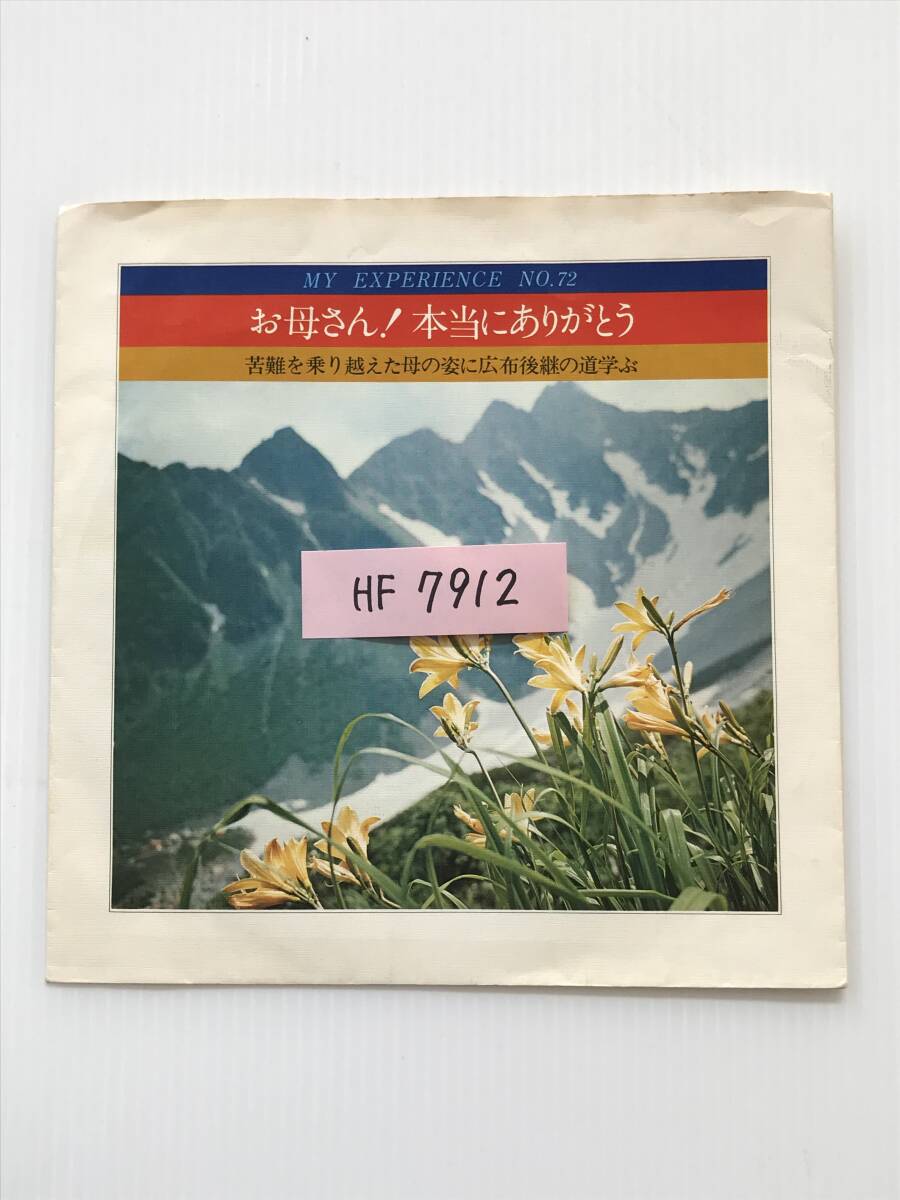 MY EXPERIENCE NO.72
お母さん！本当にありがとう
苦難を乗り越えた母の姿に広布後継の道学ぶ
HF 7912